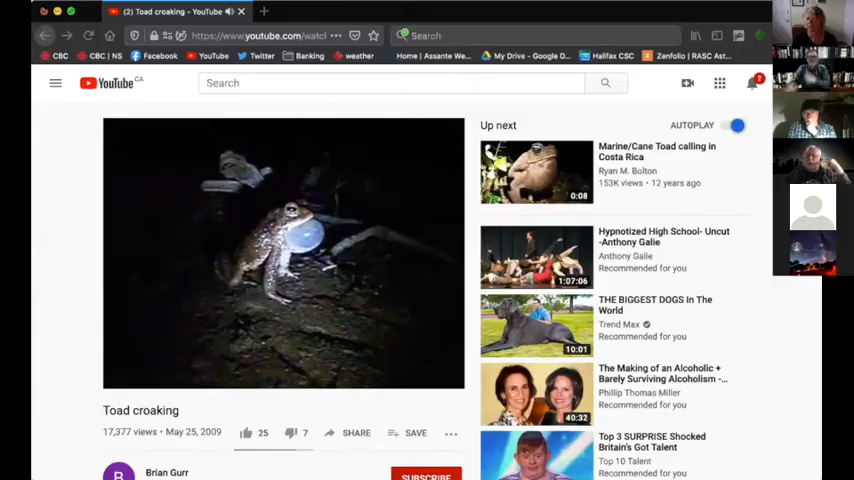 (2) Toad croaking - YouTube
https://www.youtube.com/watcl
Search
CBC
CBC | NS
Facebook
YouTube
Twitter
Banking
weather
Home | Assante We...
My Drive - Google D...
Halifax CSC
Zenfolio | RASC Ast...
YouTube CA
Search
2
Up next
AUTOPLAY
Marine/Cane Toad calling in
Costa Rica
Ryan M. Bolton
153K views • 12 years ago
0:08
Hypnotized High School- Uncut
-Anthony Galie
Anthony Galie
Recommended for you
1:07:06
THE BIGGEST DOGS In The
World
Trend Max
Recommended for you
10:01
The Making of an Alcoholic +
Barely Surviving Alcoholism -...
Phillip Thomas Miller
Recommended for you
40:32
Top 3 SURPRISE Shocked
Britain's Got Talent
Top 10 Talent
Recommended for you
Toad croaking
17,377 views • May 25, 2009
25
7
SHARE
SAVE
B
Brian Gurr
SUBSCRIBE